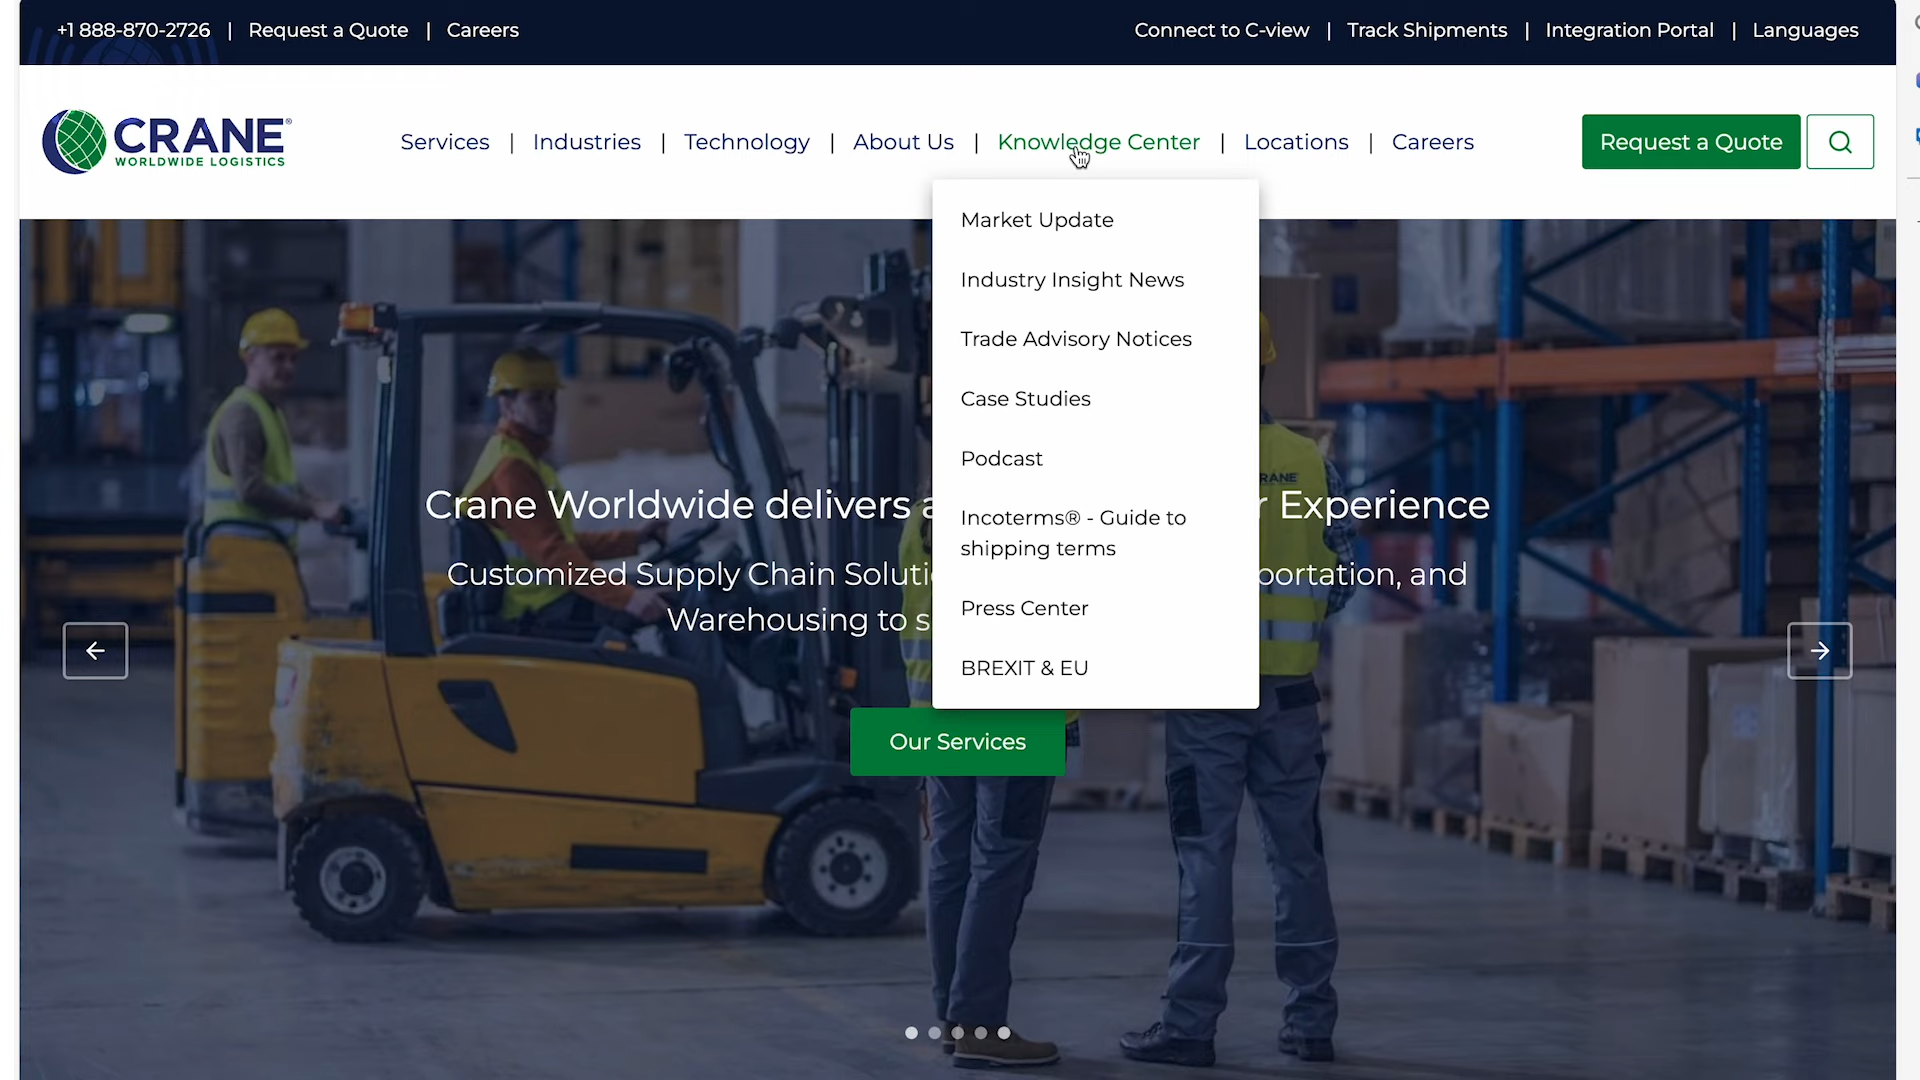 +1 888-870-2726 | Request a Quote | Careers
Connect to C-view | Track Shipments | Integration Portal | Languages
CRANE®
WORLDWIDE LOGISTICS
Services | Industries | Technology | About Us | Knowledge Center | Locations | Careers
Request a Quote
Market Update
Industry Insight News
Trade Advisory Notices
Case Studies
Podcast
Incoterms® - Guide to
shipping terms
Press Center
BREXIT & EU
CRANE
Crane Worldwide delivers a r Experience
Customized Supply Chain and
Warehousing to s
Our Services